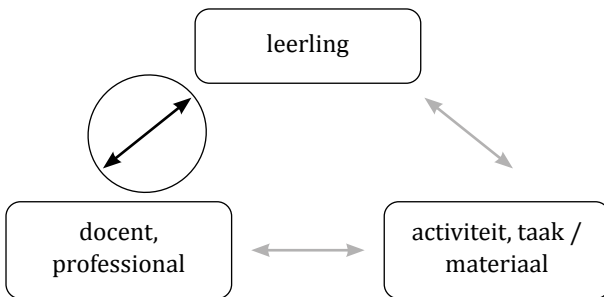 leerling
docent,
professional
activiteit, taak /
materiaal